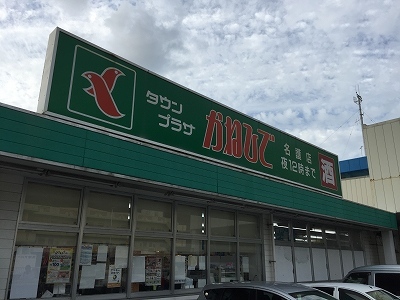 タウン
プラザ
かねひで
名護店
夜12時まで
酒